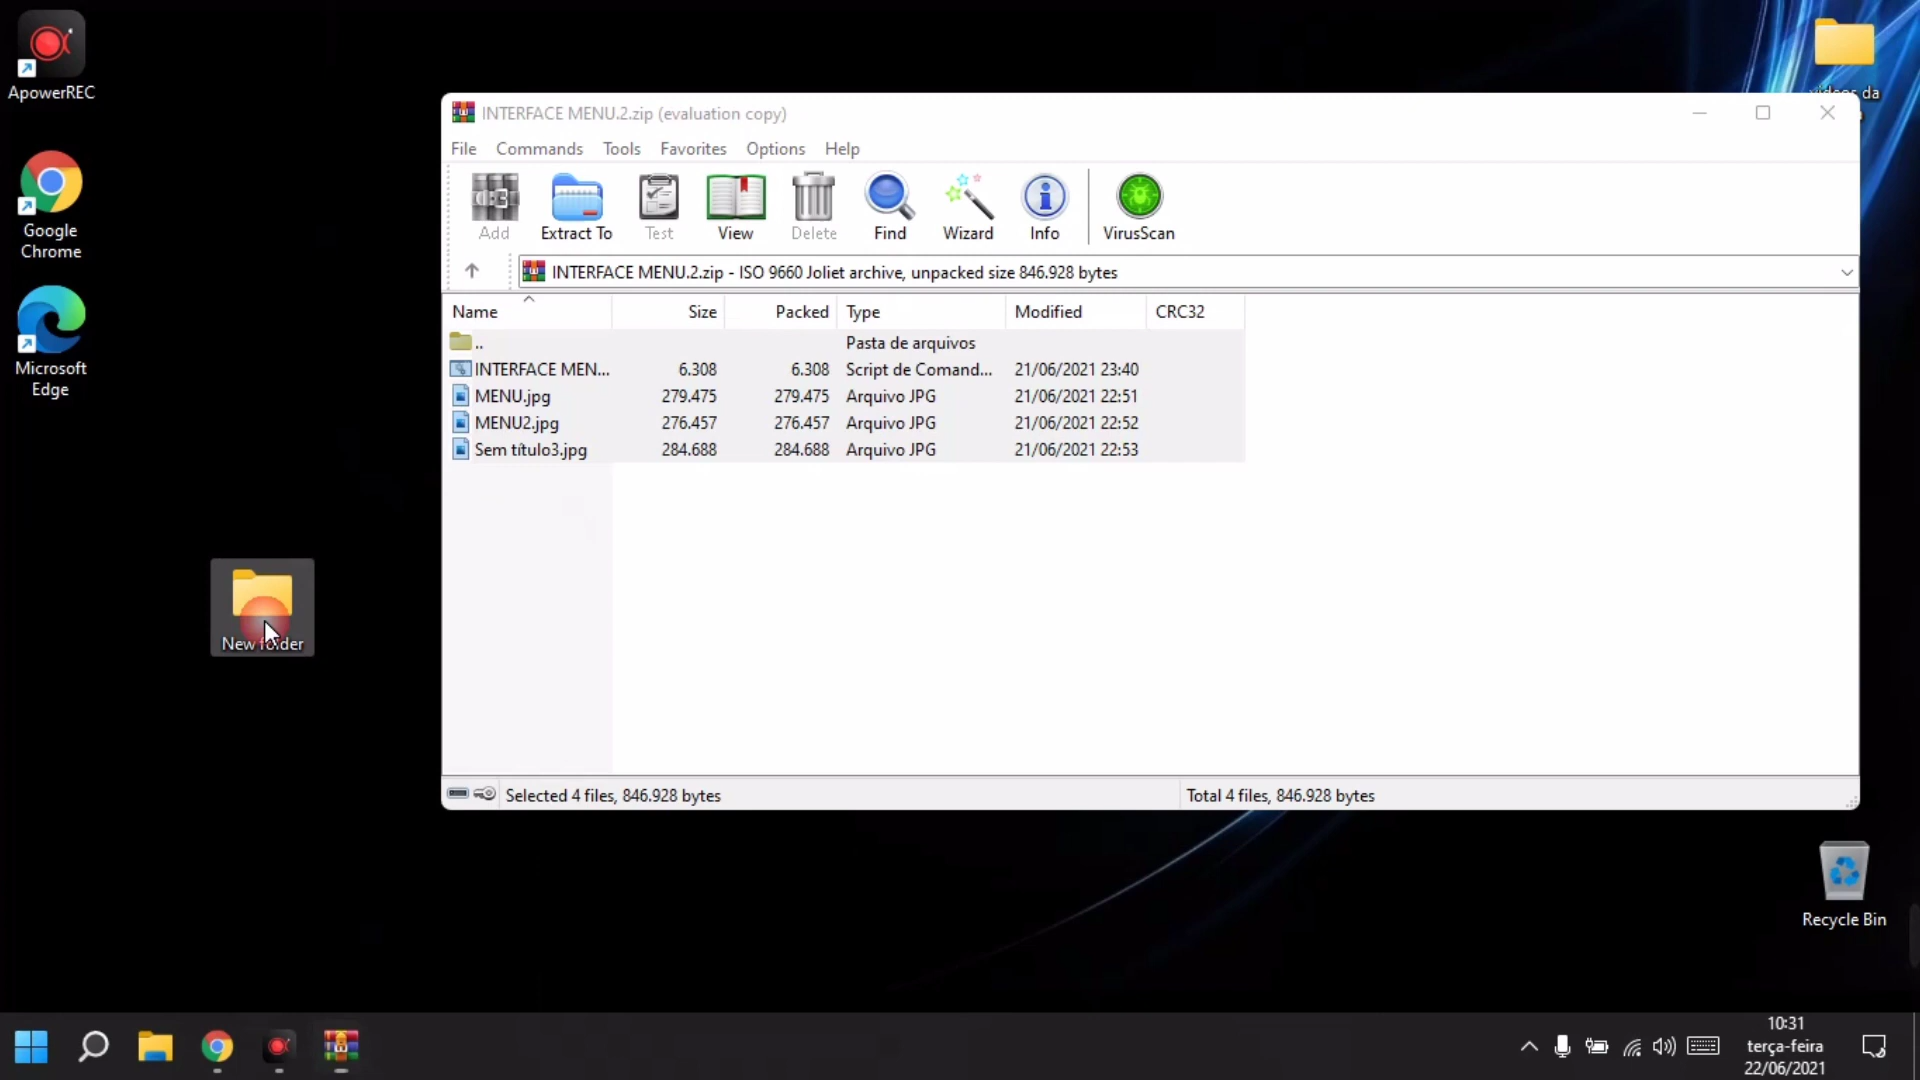 ApowerREC
Google
Chrome
Microsoft
Edge
New folder
INTERFACE MENU.2.zip (evaluation copy)
File Commands Tools Favorites Options Help
Add Extract To Test View Delete Find Wizard Info VirusScan
INTERFACE MENU.2.zip - ISO 9660 Joliet archive, unpacked size 846.928 bytes
Name Size Packed Type Modified CRC32
.. Pasta de arquivos
INTERFACE MEN... 6.308 6.308 Script de Comand... 21/06/2021 23:40
MENU.jpg 279.475 279.475 Arquivo JPG 21/06/2021 22:51
MENU2.jpg 276.457 276.457 Arquivo JPG 21/06/2021 22:52
Sem título3.jpg 284.688 284.688 Arquivo JPG 21/06/2021 22:53
Selected 4 files, 846.928 bytes Total 4 files, 846.928 bytes
da
Recycle Bin
10:31
terça-feira
22/06/2021